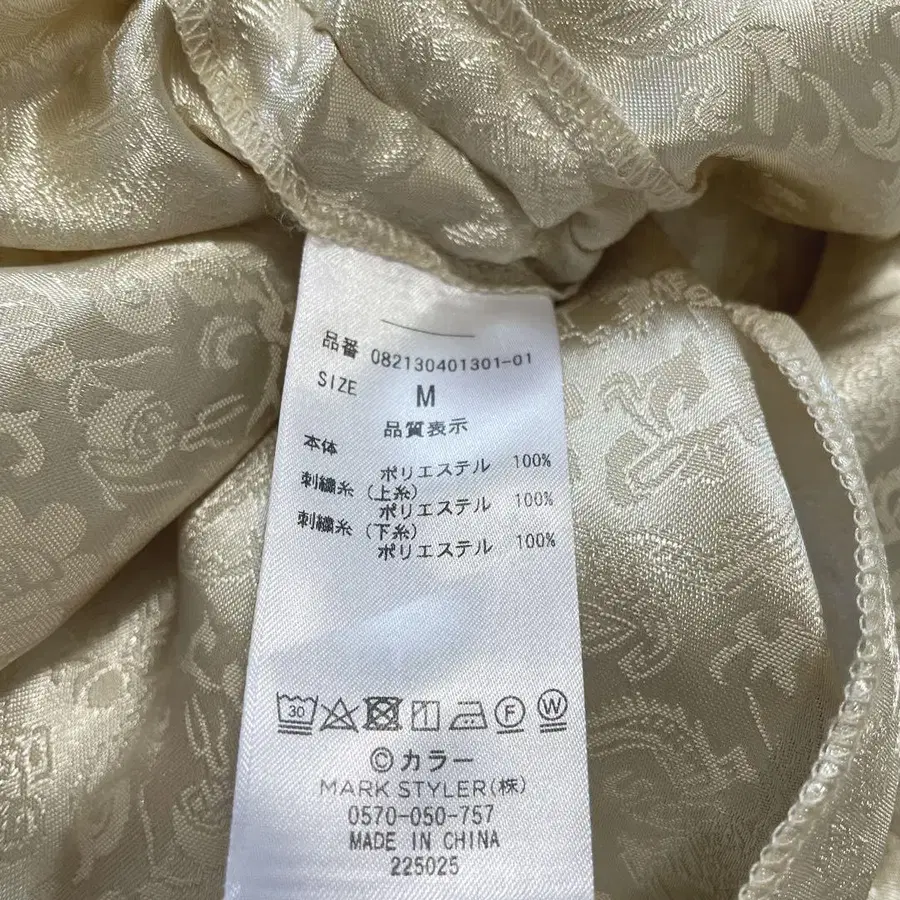 品番 082130401301-01
SIZE M
品質表示
本体
ポリエステル 100%
刺繍糸(上糸)
ポリエステル 100%
刺繍糸(下糸)
ポリエステル 100%
30 F W
©カラー
MARK STYLER(株)
0570-050-757
MADE IN CHINA
225025